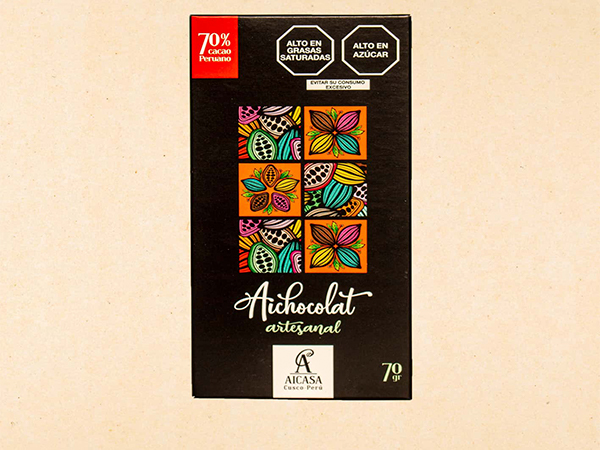 70%
cacao
Peruano
ALTO EN
GRASAS
SATURADAS
ALTO EN
AZÚCAR
EVITAR SU CONSUMO
EXCESIVO
Aichocolat
artesanal
AICASA
Cusco-Perú
70
gr